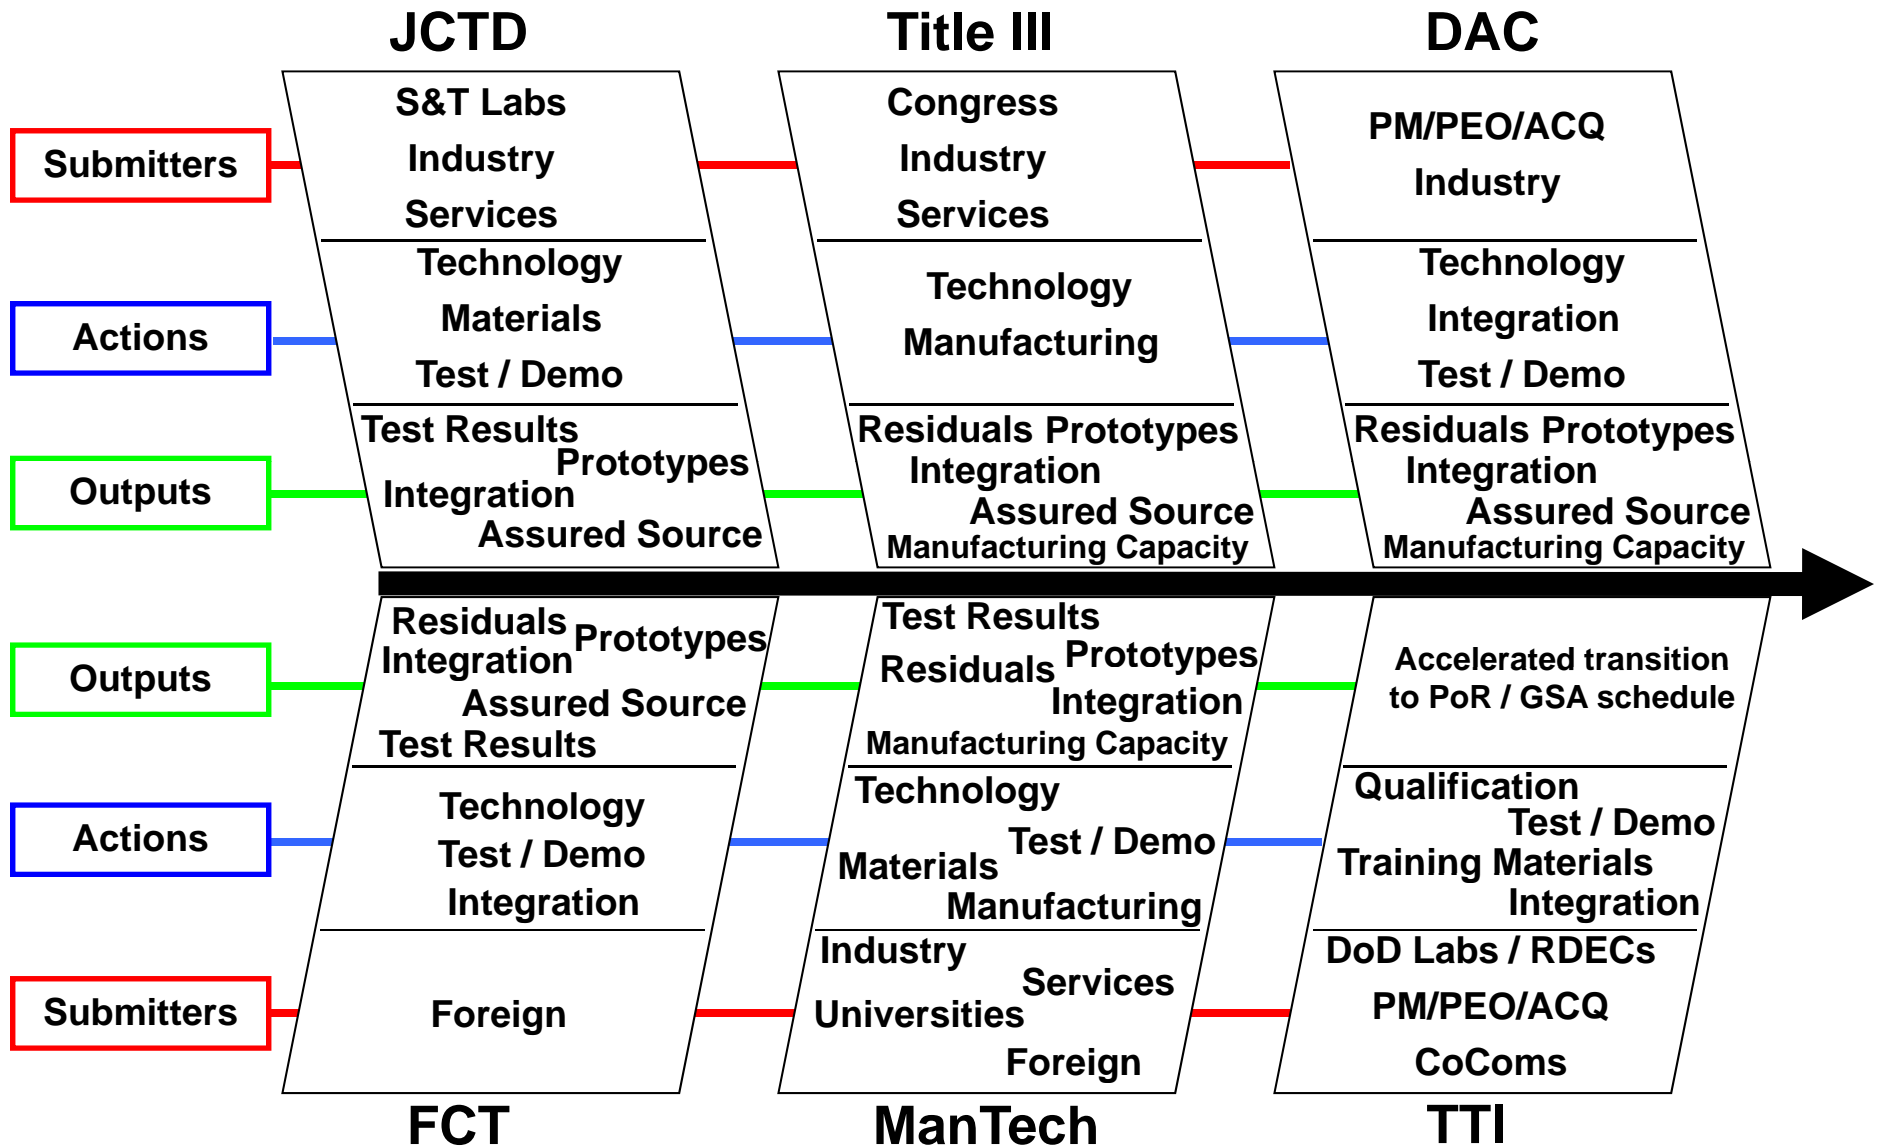 JCTD
Title III
DAC
Submitters
S&T Labs
Industry
Services
Congress
Industry
Services
PM/PEO/ACQ
Industry
Actions
Technology
Materials
Test / Demo
Technology
Manufacturing
Technology
Integration
Test / Demo
Outputs
Test Results
Prototypes
Integration
Assured Source
Residuals Prototypes
Integration
Assured Source
Manufacturing Capacity
Residuals Prototypes
Integration
Assured Source
Manufacturing Capacity
Outputs
Residuals
Prototypes
Integration
Assured Source
Test Results
Test Results
Prototypes
Residuals
Integration
Manufacturing Capacity
Accelerated transition
to PoR / GSA schedule
Actions
Technology
Test / Demo
Integration
Technology
Test / Demo
Materials
Manufacturing
Qualification
Test / Demo
Training Materials
Integration
Submitters
Foreign
Industry
Services
Universities
Foreign
DoD Labs / RDECs
PM/PEO/ACQ
CoComs
FCT
ManTech
TTI